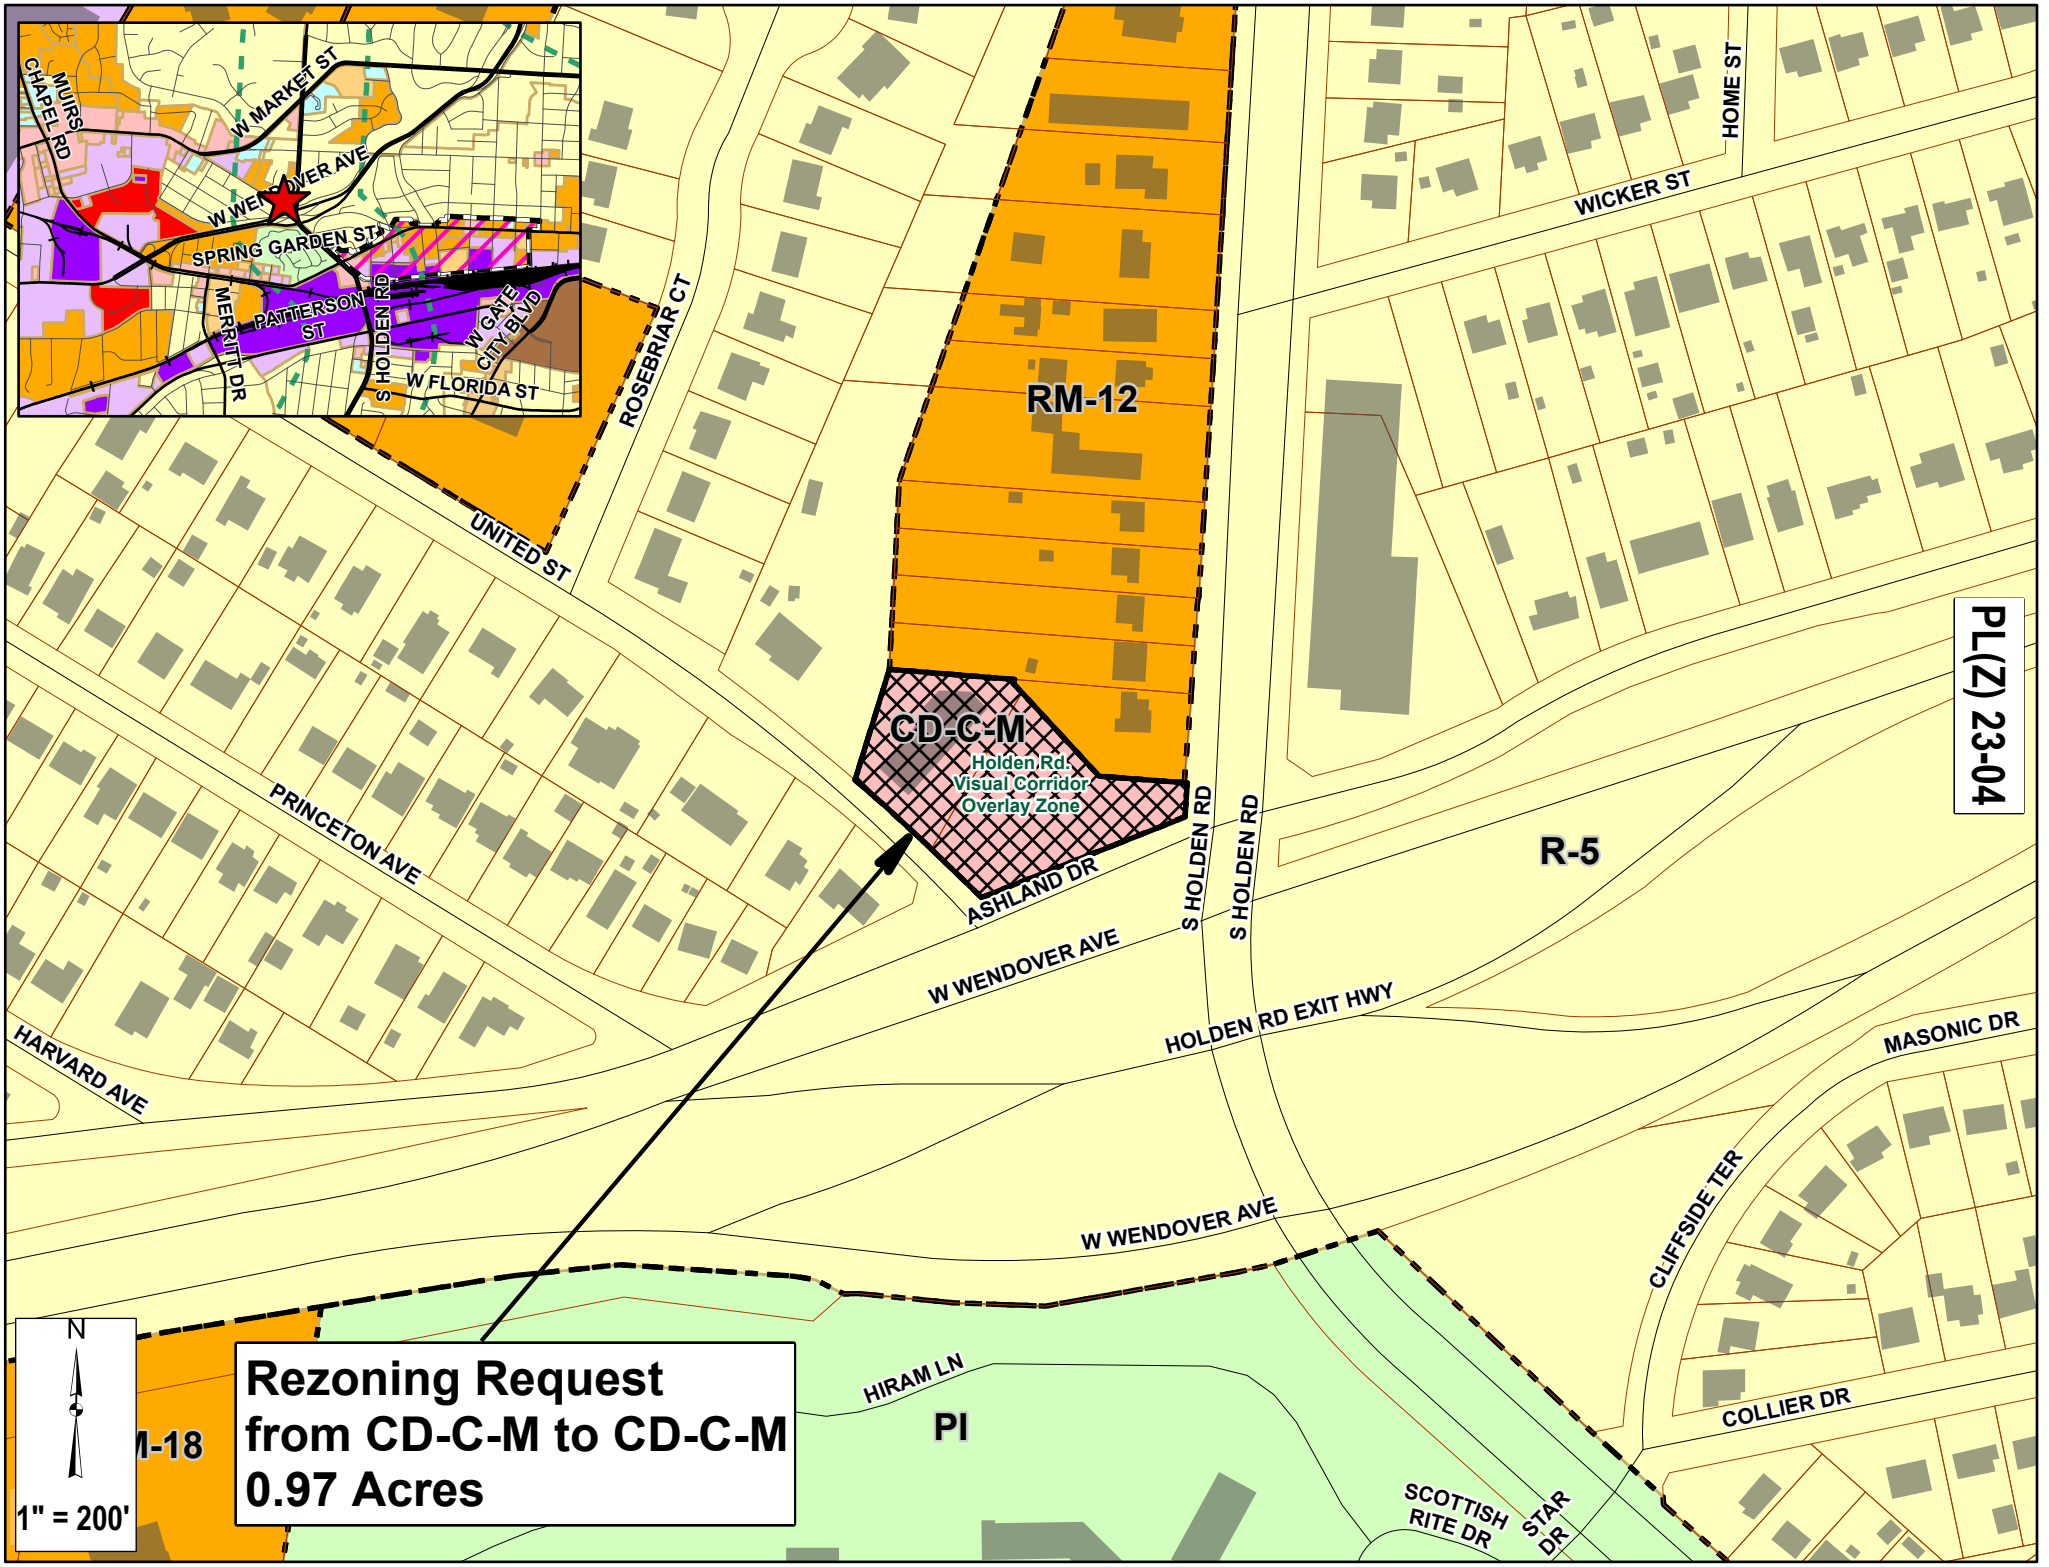 MUIRS
CHAPEL RD
W MARKET ST
W WENDOVER AVE
SPRING GARDEN ST
MERRITT DR
PATTERSON
ST
S HOLDEN RD
W GATE
CITY BLVD
W FLORIDA ST
HOME ST
WICKER ST
ROSEBRIAR CT
RM-12
UNITED ST
PL(Z) 23-04
CD-C-M
Holden Rd.
Visual Corridor
Overlay Zone
PRINCETON AVE
S HOLDEN RD
S HOLDEN RD
R-5
ASHLAND DR
W WENDOVER AVE
HOLDEN RD EXIT HWY
MASONIC DR
HARVARD AVE
CLIFFSIDE TER
W WENDOVER AVE
N
1" = 200'
M-18
Rezoning Request
from CD-C-M to CD-C-M
0.97 Acres
HIRAM LN
PI
COLLIER DR
SCOTTISH
RITE DR
STAR
DR